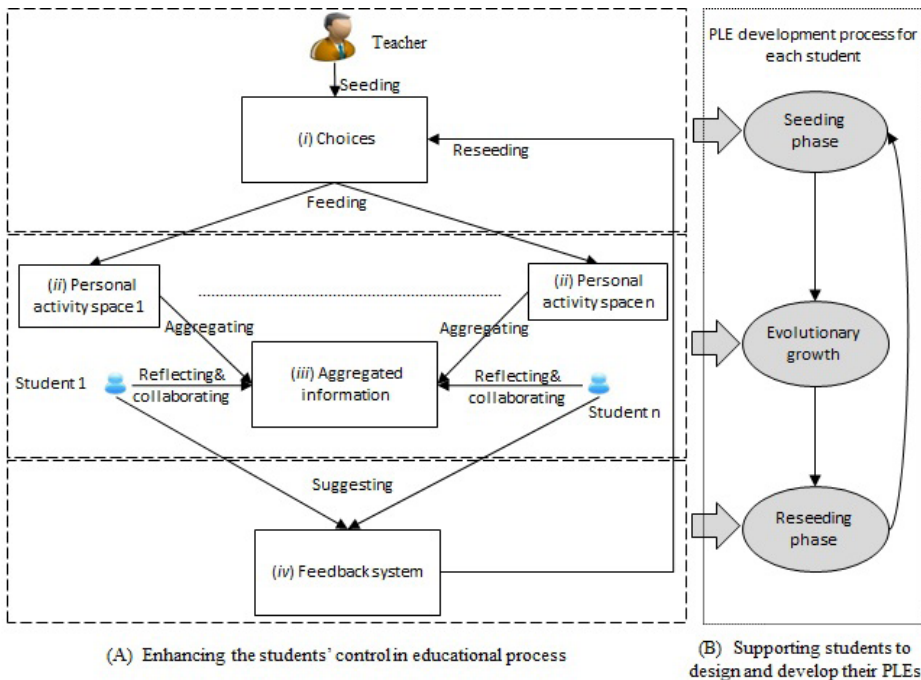 Teacher
Seeding
(i) Choices
Reseeding
Feeding
(ii) Personal
activity space 1
(ii) Personal
activity space n
Aggregating
Aggregating
Student 1
Reflecting&
collaborating
(iii) Aggregated
information
Reflecting&
collaborating
Student n
Suggesting
(iv) Feedback system
(A) Enhancing the students' control in educational process
PLE development process for
each student
Seeding
phase
Evolutionary
growth
Reseeding
phase
(B) Supporting students to
design and develop their PLEs